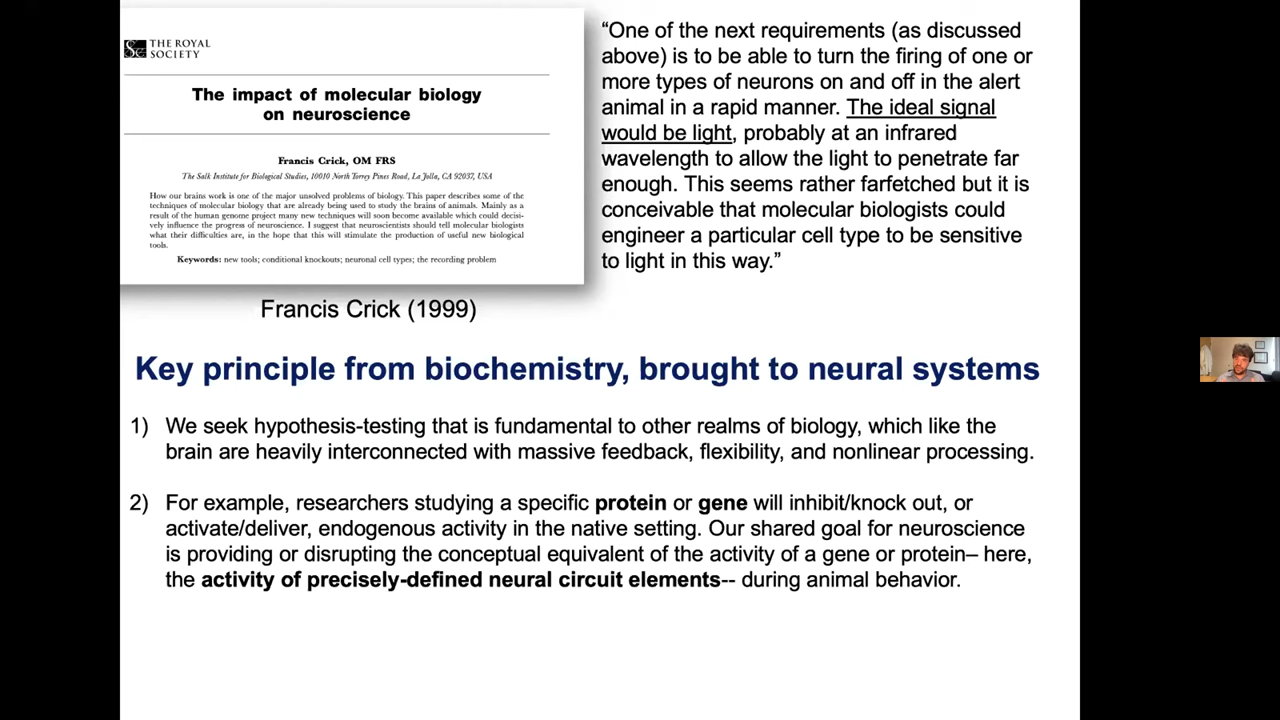 THE ROYAL
SOCIETY
The impact of molecular biology
on neuroscience
Francis Crick, OM FRS
The Salk Institute for Biological Studies, 10010 North Torrey Pines Road, La Jolla, CA 92037, USA
How our brains work is one of the major unsolved problems of biology. This paper describes some of the
techniques of molecular biology that are already being used to study the brains of animals. Mainly as a
result of the human genome project many new techniques will soon become available which could decisi-
vely influence the progress of neuroscience. I suggest that neuroscientists should tell molecular biologists
what their difficulties are, in the hope that this will stimulate the production of useful new biological
tools.
Keywords: new tools; conditional knockouts; neuronal cell types; the recording problem
Francis Crick (1999)
“One of the next requirements (as discussed
above) is to be able to turn the firing of one or
more types of neurons on and off in the alert
animal in a rapid manner. The ideal signal
would be light, probably at an infrared
wavelength to allow the light to penetrate far
enough. This seems rather farfetched but it is
conceivable that molecular biologists could
engineer a particular cell type to be sensitive
to light in this way.”
Key principle from biochemistry, brought to neural systems
1) We seek hypothesis-testing that is fundamental to other realms of biology, which like the
brain are heavily interconnected with massive feedback, flexibility, and nonlinear processing.
2) For example, researchers studying a specific protein or gene will inhibit/knock out, or
activate/deliver, endogenous activity in the native setting. Our shared goal for neuroscience
is providing or disrupting the conceptual equivalent of the activity of a gene or protein– here,
the activity of precisely-defined neural circuit elements-- during animal behavior.